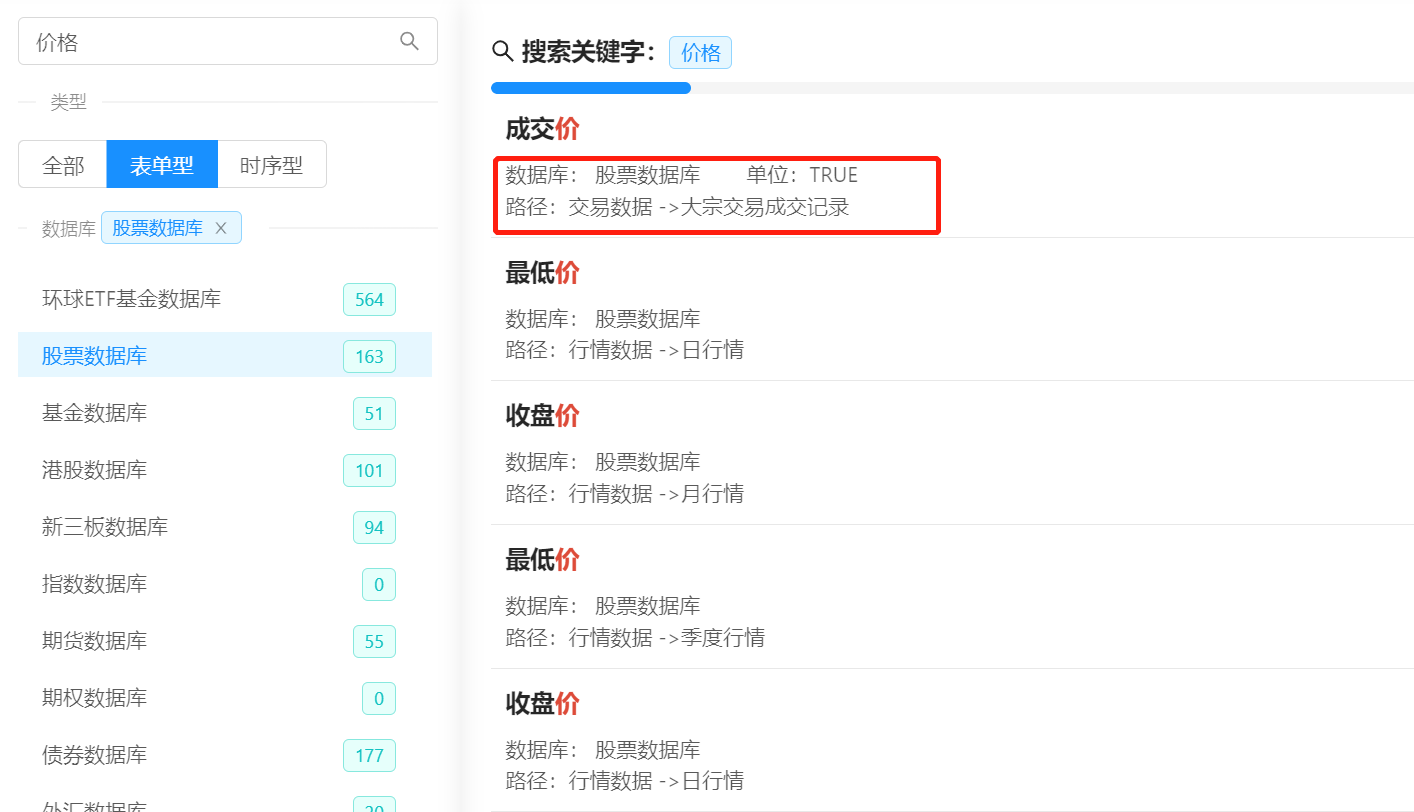 价格
类型
全部 表单型 时序型
数据库 股票数据库 ×
环球ETF基金数据库 564
股票数据库 163
基金数据库 51
港股数据库 101
新三板数据库 94
指数数据库 0
期货数据库 55
期权数据库 0
债券数据库 177
外汇数据库 20
搜索关键字: 价格
成交价
数据库: 股票数据库 单位: TRUE
路径: 交易数据 ->大宗交易成交记录
最低价
数据库: 股票数据库
路径: 行情数据 ->日行情
收盘价
数据库: 股票数据库
路径: 行情数据 ->月行情
最低价
数据库: 股票数据库
路径: 行情数据 ->季度行情
收盘价
数据库: 股票数据库
路径: 行情数据 ->日行情